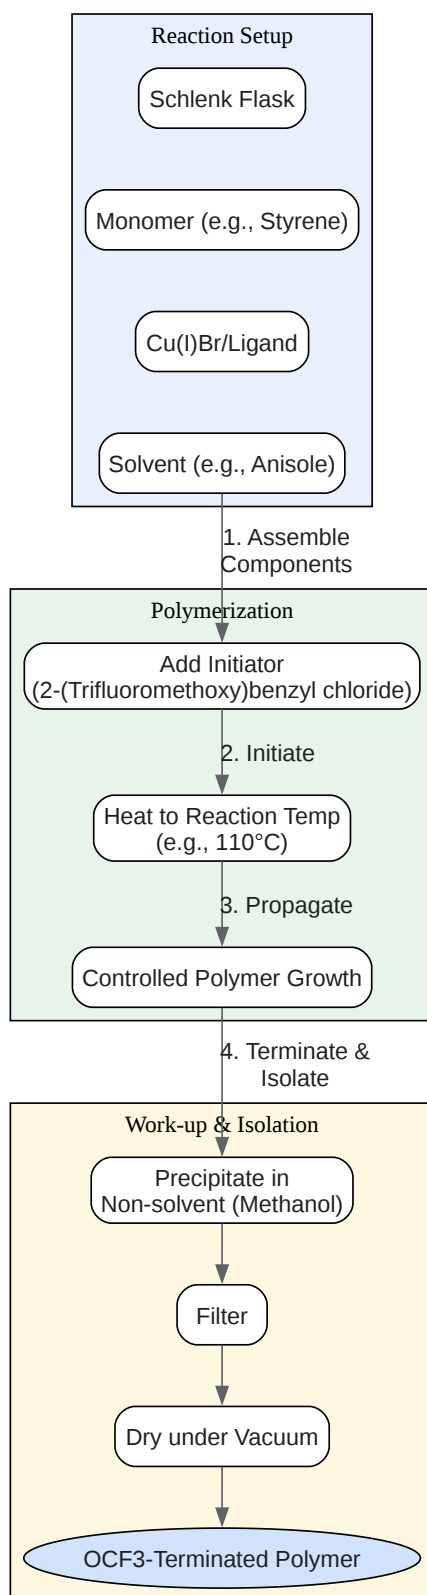 Reaction Setup
Schlenk Flask
Monomer (e.g., Styrene)
Cu(I)Br/Ligand
Solvent (e.g., Anisole)
1. Assemble
Components
Polymerization
Add Initiator
(2-(Trifluoromethoxy)benzyl chloride)
2. Initiate
Heat to Reaction Temp
(e.g., 110°C)
3. Propagate
Controlled Polymer Growth
4. Terminate &
Isolate
Work-up & Isolation
Precipitate in
Non-solvent (Methanol)
Filter
Dry under Vacuum
OCF3-Terminated Polymer